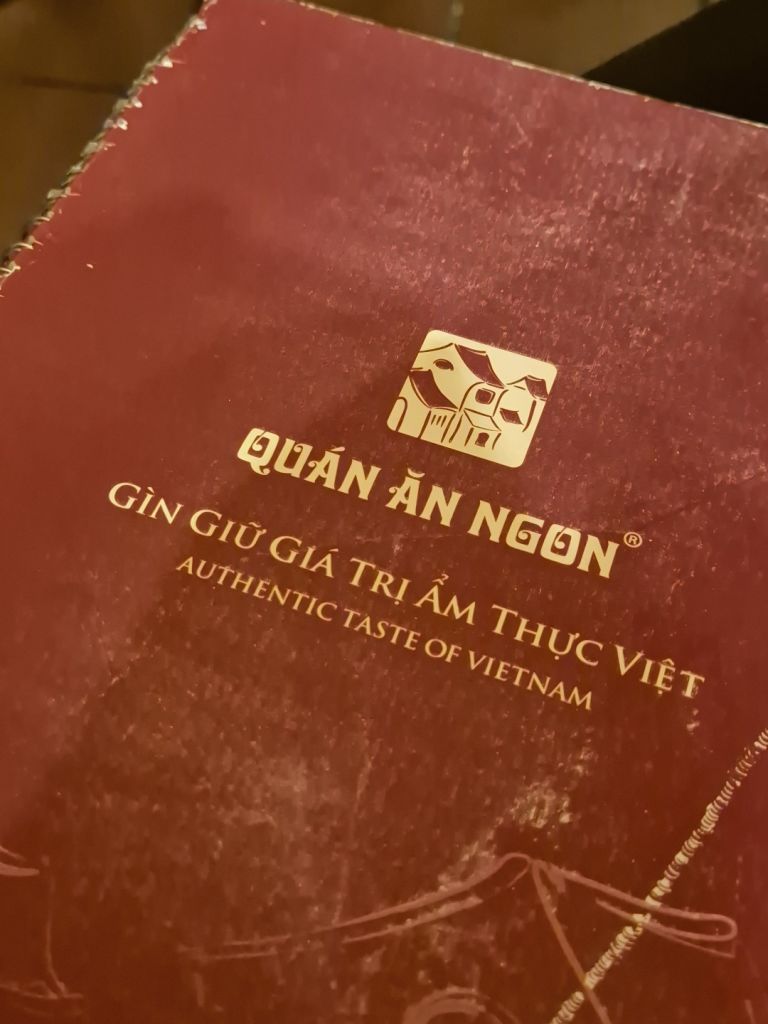 QUÁN ĂN NGON®
GÌN GIỮ GIÁ TRỊ ẨM THỰC VIỆT
AUTHENTIC TASTE OF VIETNAM